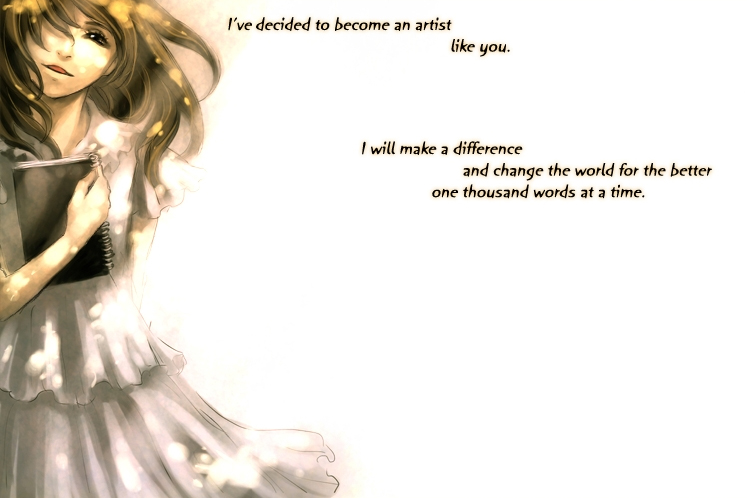 I've decided to become an artist
like you.
I will make a difference
and change the world for the better
one thousand words at a time.